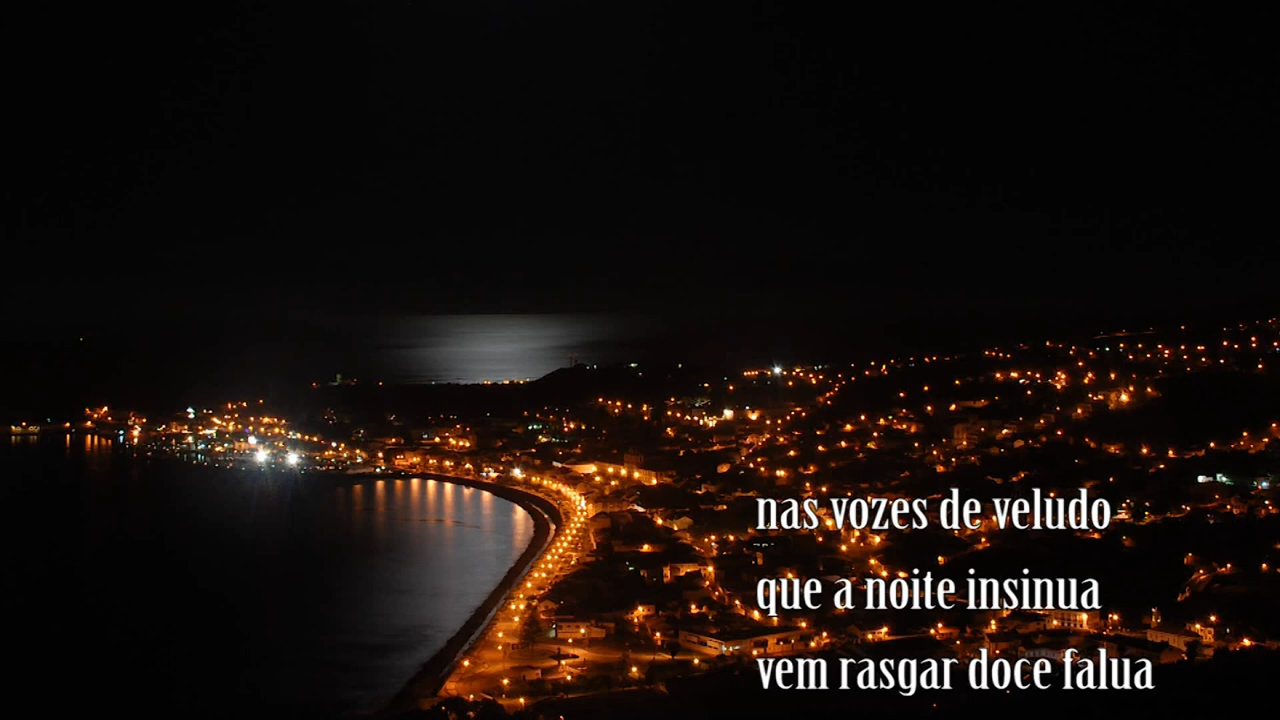 nas vozes de veludo
que a noite insinua
vem rasgar doce falua